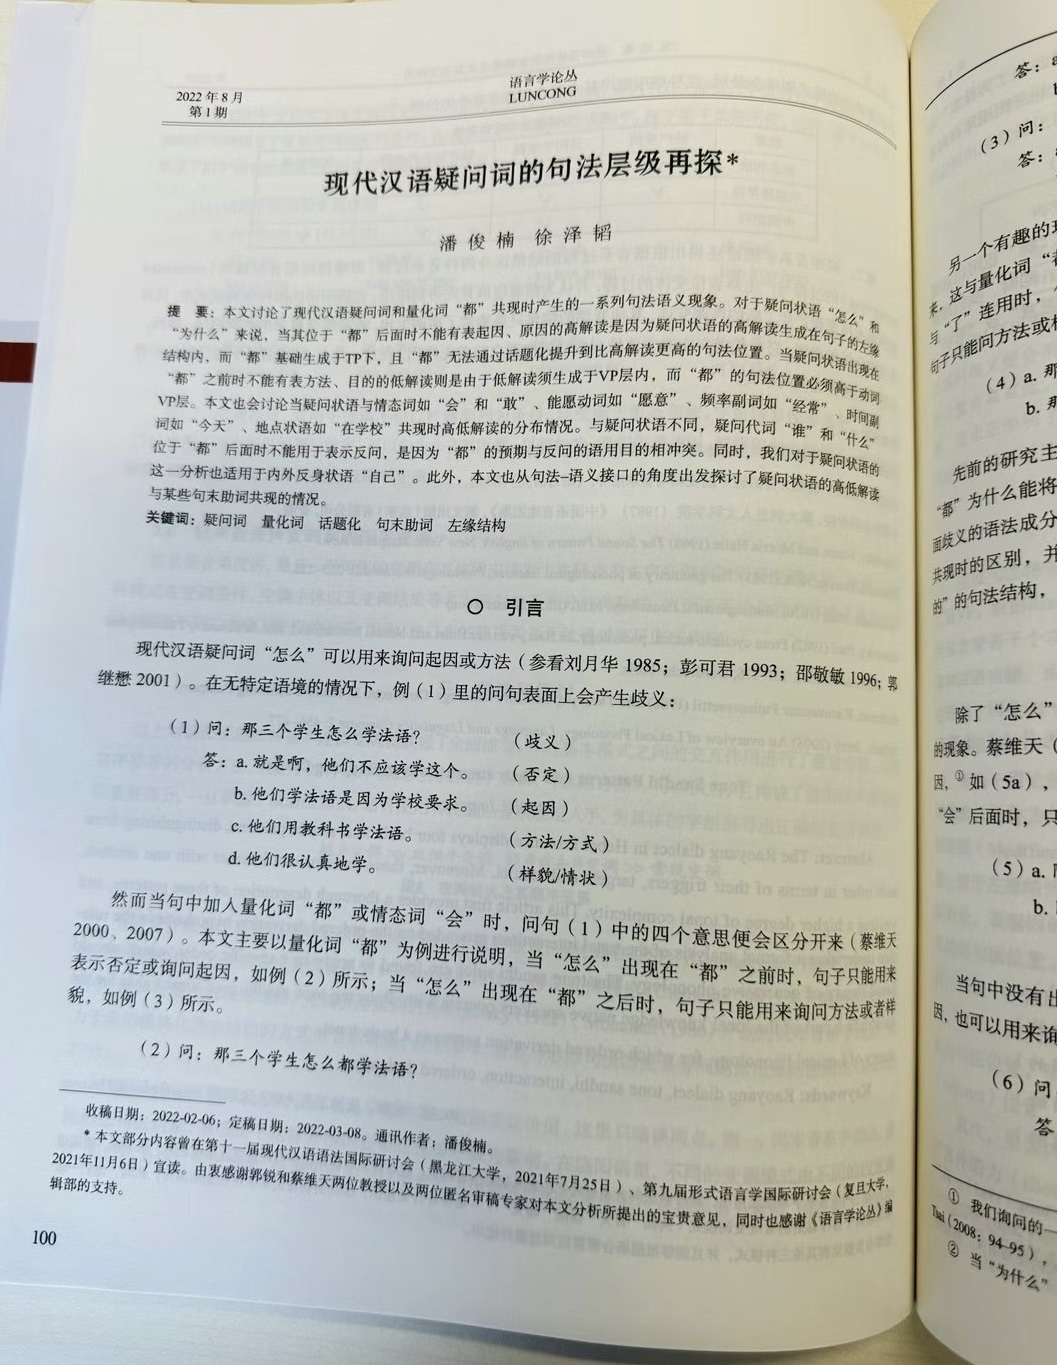 2022年8月
第1期
语言学论丛
LUNCONG
现代汉语疑问词的句法层级再探*
潘俊楠 徐泽韬
提 要：本文讨论了现代汉语疑问词和量化词“都”共现时产生的一系列句法语义现象。对于疑问状语“怎么”和
“为什么”来说，当其位于“都”后面时不能有表起因、原因的高解读是因为疑问状语的高解读生成在句子的左缘
结构内，而“都”基础生成于TP下，且“都”无法通过话题化提升到比高解读更高的句法位置。当疑问状语出现在
“都”之前时不能有表方法、目的的低解读则是由于低解读须生成于VP层内，而“都”的句法位置必须高于动词
VP层。本文也会讨论当疑问状语与情态词如“会”和“敢”、能愿动词如“愿意”、频率副词如“经常”、时间副
词如“今天”、地点状语如“在学校”共现时高低解读的分布情况。与疑问状语不同，疑问代词“谁”和“什么”
位于“都”后面时不能用于表示反问，是因为“都”的预期与反问的语用目的相冲突。同时，我们对于疑问状语的
这一分析也适用于内外反身状语“自己”。此外，本文也从句法–语义接口的角度出发探讨了疑问状语的高低解读
与某些句末助词共现的情况。
关键词：疑问词 量化词 话题化 句末助词 左缘结构
〇 引言
现代汉语疑问词“怎么”可以用来询问起因或方法（参看刘月华 1985；彭可君 1993；邵敬敏 1996；郭
继懋 2001）。在无特定语境的情况下，例（1）里的问句表面上会产生歧义：
（1）问：那三个学生怎么学法语？ （歧义）
答：a. 就是啊，他们不应该学这个。 （否定）
b. 他们学法语是因为学校要求。 （起因）
c. 他们用教科书学法语。 （方法/方式）
d. 他们很认真地学。 （样貌/情状）
然而当句中加入量化词“都”或情态词“会”时，问句（1）中的四个意思便会区分开来（蔡维天
2000、2007）。本文主要以量化词“都”为例进行说明，当“怎么”出现在“都”之前时，句子只能用来
表示否定或询问起因，如例（2）所示；当“怎么”出现在“都”之后时，句子只能用来询问方法或者样
貌，如例（3）所示。
（2）问：那三个学生怎么都学法语？
收稿日期：2022-02-06；定稿日期：2022-03-08。通讯作者：潘俊楠。
* 本文部分内容曾在第十一届现代汉语语法国际研讨会（黑龙江大学，2021年7月25日）、第九届形式语言学国际研讨会（复旦大学，
2021年11月6日）宣读。由衷感谢郭锐和蔡维天两位教授以及两位匿名审稿专家对本文分析所提出的宝贵意见，同时也感谢《语言学论丛》编
辑部的支持。
100
答：a
（3）问：
答：
另一个有趣的
来，这与量化词“
与“了”连用时，
句子只能问方法或
（4）a. 那
b.
先前的研究主
“都”为什么能将
面歧义的语法成分
共现时的区别，并
的”的句法结构，
除了“怎么”
的现象。蔡维天（
因，①如（5a），
“会”后面时，只
（5）a.
b.
当句中没有出
因，也可以用来询
（6）问
答
① 我们询问的一
Tsai（2008：94–95），
② 当“为什么”